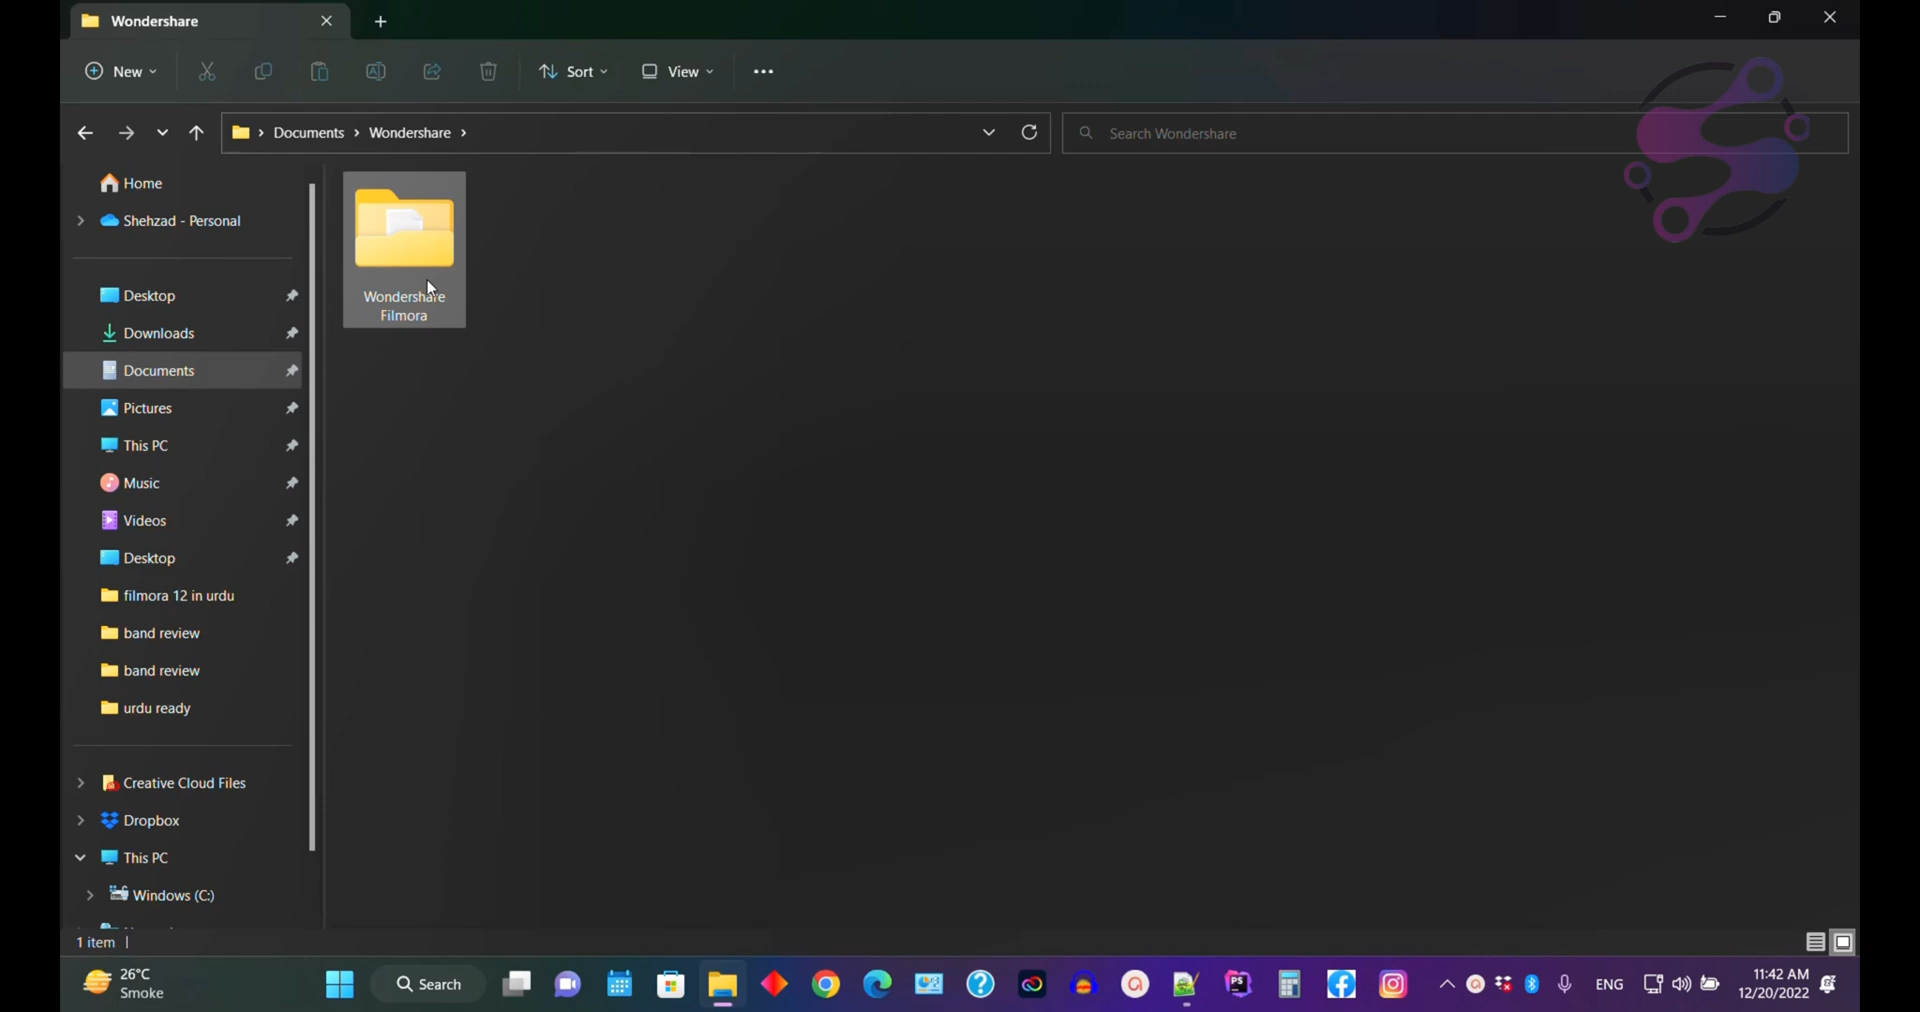 Wondershare
New
Sort
View
Documents > Wondershare >
Search Wondershare
Home
Shehzad - Personal
Desktop
Downloads
Documents
Pictures
This PC
Music
Videos
Desktop
filmora 12 in urdu
band review
band review
urdu ready
Creative Cloud Files
Dropbox
This PC
Windows (C:)
Wondershare
Filmora
1 item
26°C
Smoke
Search
PS
ENG
11:42 AM
12/20/2022